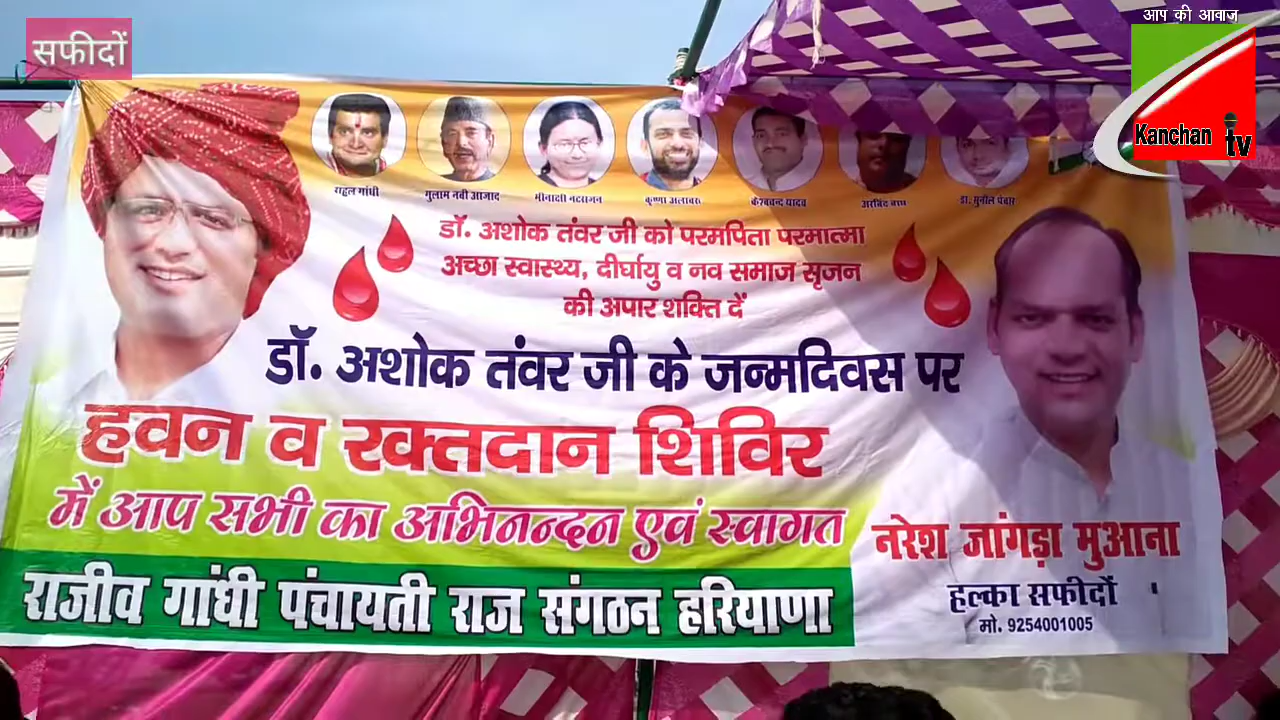 आप की आवाज
सफीदों
Kanchan tv
राहुल गांधी
गुलाम नबी आजाद
मीनाक्षी नटराजन
कृष्णा अलावरु
डॉ. अशोक तंवर जी को परमपिता परमात्मा
अच्छा स्वास्थ्य, दीर्घायु व नव समाज सृजन
की अपार शक्ति दें
डॉ. अशोक तंवर जी के जन्मदिवस पर
हवन व रक्तदान शिविर
में आप सभी का अभिनन्दन एवं स्वागत
राजीव गांधी पंचायती राज संगठन हरियाणा
नरेश जांगड़ा मुआना
हल्का सफीदों
मो. 9254001005